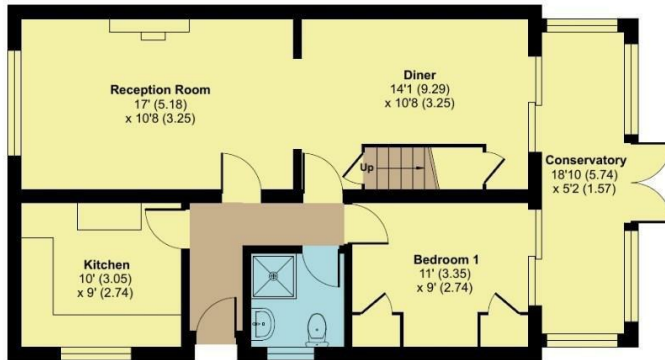 Reception Room
17' (5.18)
x 10'8 (3.25)
Diner
14'1 (9.29)
x 10'8 (3.25)
Up
Conservatory
18'10 (5.74)
x 5'2 (1.57)
Kitchen
10' (3.05)
x 9' (2.74)
Bedroom 1
11' (3.35)
x 9' (2.74)